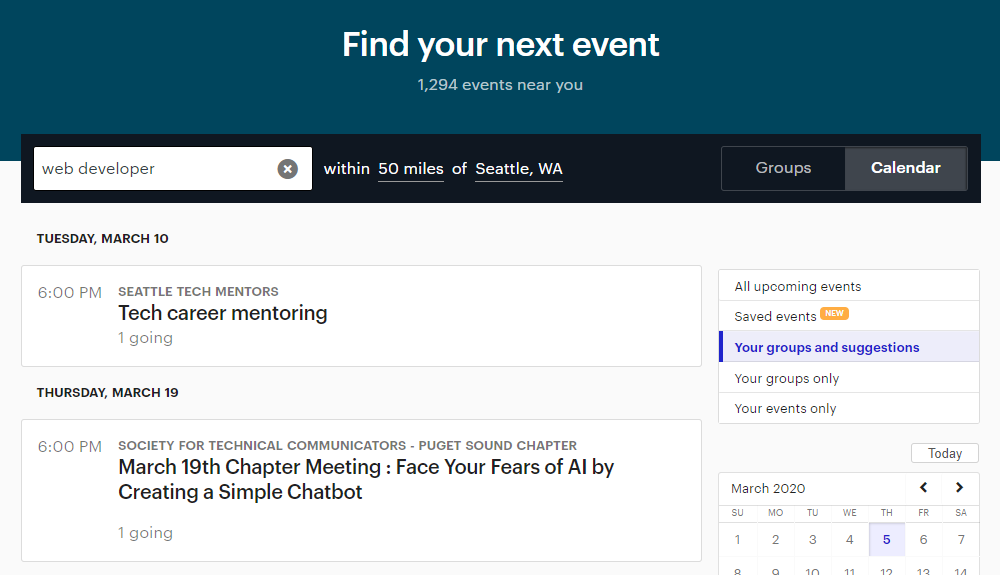 Find your next event
1,294 events near you
web developer
within 50 miles of Seattle, WA
Groups
Calendar
TUESDAY, MARCH 10
6:00 PM
SEATTLE TECH MENTORS
Tech career mentoring
1 going
THURSDAY, MARCH 19
6:00 PM
SOCIETY FOR TECHNICAL COMMUNICATORS - PUGET SOUND CHAPTER
March 19th Chapter Meeting : Face Your Fears of AI by
Creating a Simple Chatbot
1 going
All upcoming events
Saved events NEW
Your groups and suggestions
Your groups only
Your events only
Today
March 2020
SU MO TU WE TH FR SA
1 2 3 4 5 6 7
8 9 10 11 12 13 14